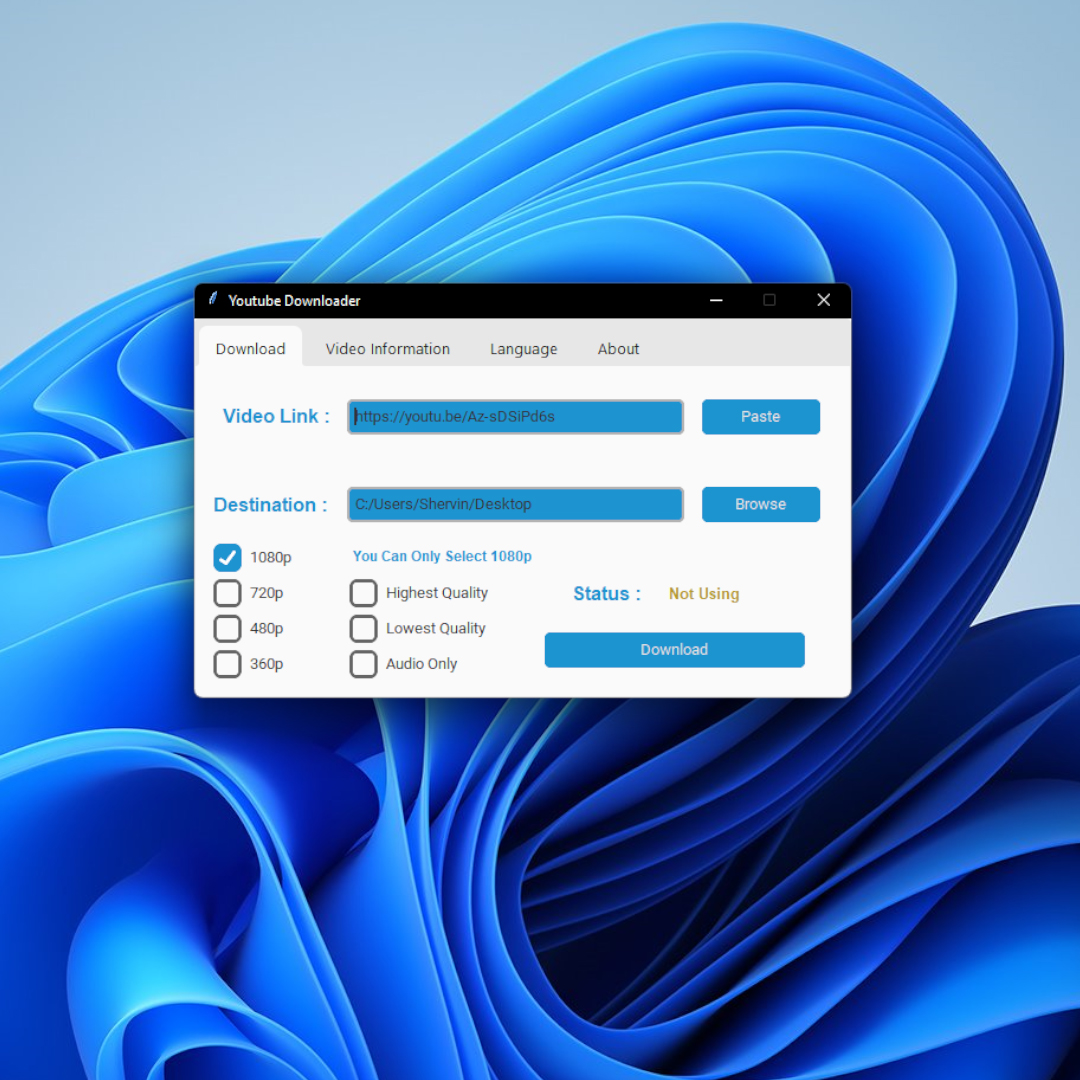 Youtube Downloader
Download Video Information Language About
Video Link : https://youtu.be/Az-sDSiPd6s Paste
Destination : C:/Users/Shervin/Desktop Browse
1080p You Can Only Select 1080p
720p Highest Quality Status : Not Using
480p Lowest Quality
Download
360p Audio Only